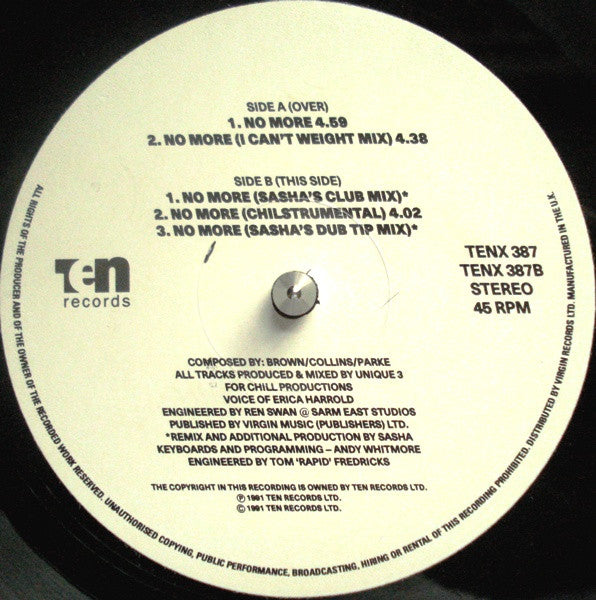 SIDE A (OVER)
1. NO MORE 4.59
2. NO MORE (I CAN'T WEIGHT MIX) 4.38
SIDE B (THIS SIDE)
1. NO MORE (SASHA'S CLUB MIX)*
2. NO MORE (CHILSTRUMENTAL) 4.02
3. NO MORE (SASHA'S DUB TIP MIX)*
Ten
records
TENX 387
TENX 387B
STEREO
45 RPM
COMPOSED BY: BROWN/COLLINS/PARKE
ALL TRACKS PRODUCED & MIXED BY UNIQUE 3
FOR CHILL PRODUCTIONS
VOICE OF ERICA HARROLD
ENGINEERED BY REN SWAN @ SARM EAST STUDIOS
PUBLISHED BY VIRGIN MUSIC (PUBLISHERS) LTD.
*REMIX AND ADDITIONAL PRODUCTION BY SASHA
KEYBOARDS AND PROGRAMMING – ANDY WHITMORE
ENGINEERED BY TOM 'RAPID' FREDRICKS
THE COPYRIGHT IN THIS RECORDING IS OWNED BY TEN RECORDS LTD.
℗ 1991 TEN RECORDS LTD.
© 1991 TEN RECORDS LTD.
ALL RIGHTS OF THE PRODUCER AND OF THE OWNER OF THE RECORDED WORK RESERVED. UNAUTHORISED COPYING, PUBLIC PERFORMANCE, BROADCASTING, HIRING OR RENTAL OF THIS RECORDING PROHIBITED. DISTRIBUTED BY VIRGIN RECORDS LTD. MANUFACTURED IN THE U.K.